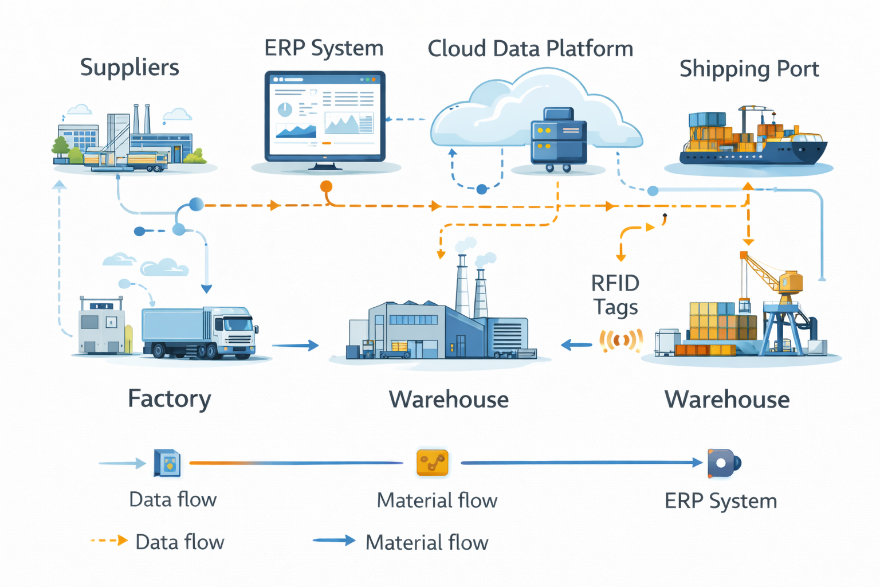 Suppliers
ERP System
Cloud Data Platform
Shipping Port
RFID
Tags
Factory
Warehouse
Warehouse
Data flow
Material flow
ERP System
Data flow
Material flow